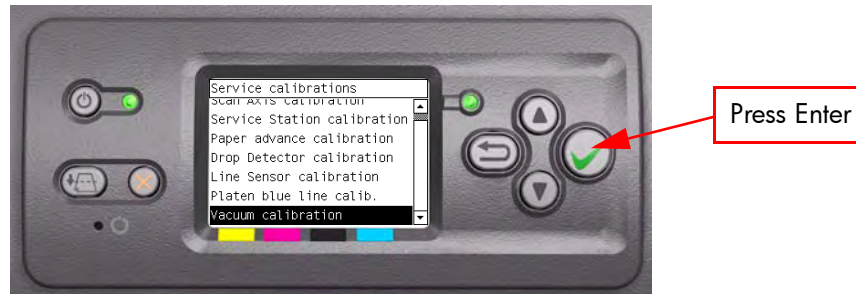 Service calibrations
Scan Axis calibration
Service Station calibration
Paper advance calibration
Drop Detector calibration
Line Sensor calibration
Platen blue line calib.
Vacuum calibration
Press Enter